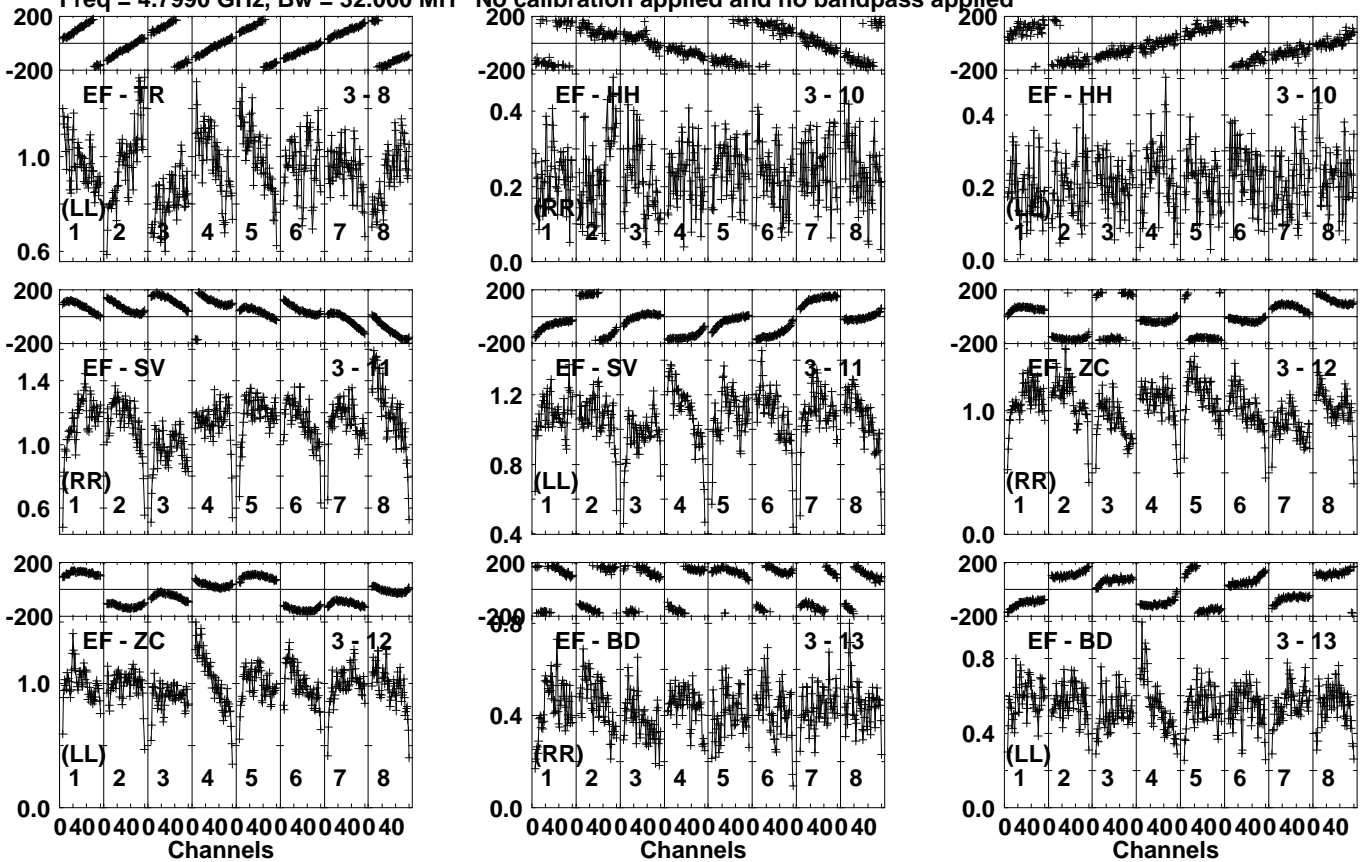 Freq = 4.7990 GHz, Bw = 32.000 MH No calibration applied and no bandpass applied
200
-200
EF - TR 3 - 8
1.0
(LL)
0.6
1 2 3 4 5 6 7 8
200
-200
EF - HH 3 - 10
0.4
0.2
(RR)
0.0
1 2 3 4 5 6 7 8
200
-200
EF - HH 3 - 10
0.4
0.2
(LL)
0.0
1 2 3 4 5 6 7 8
200
-200
EF - SV 3 - 11
1.4
1.0
(RR)
0.6
1 2 3 4 5 6 7 8
200
-200
EF - SV 3 - 11
1.2
0.8
(LL)
0.4
1 2 3 4 5 6 7 8
200
-200
EF - ZC 3 - 12
1.0
(RR)
0.0
1 2 3 4 5 6 7 8
200
-200
EF - ZC 3 - 12
1.0
(LL)
0.0
1 2 3 4 5 6 7 8
0 40 0 40 0 40 0 40 0 40 0 40 0 40 0 40
Channels
200
-200
0.8
EF - BD 3 - 13
0.4
(RR)
0.0
1 2 3 4 5 6 7 8
0 40 0 40 0 40 0 40 0 40 0 40 0 40 0 40
Channels
200
-200
EF - BD 3 - 13
0.8
0.4
(LL)
0.0
1 2 3 4 5 6 7 8
0 40 0 40 0 40 0 40 0 40 0 40 0 40 0 40
Channels